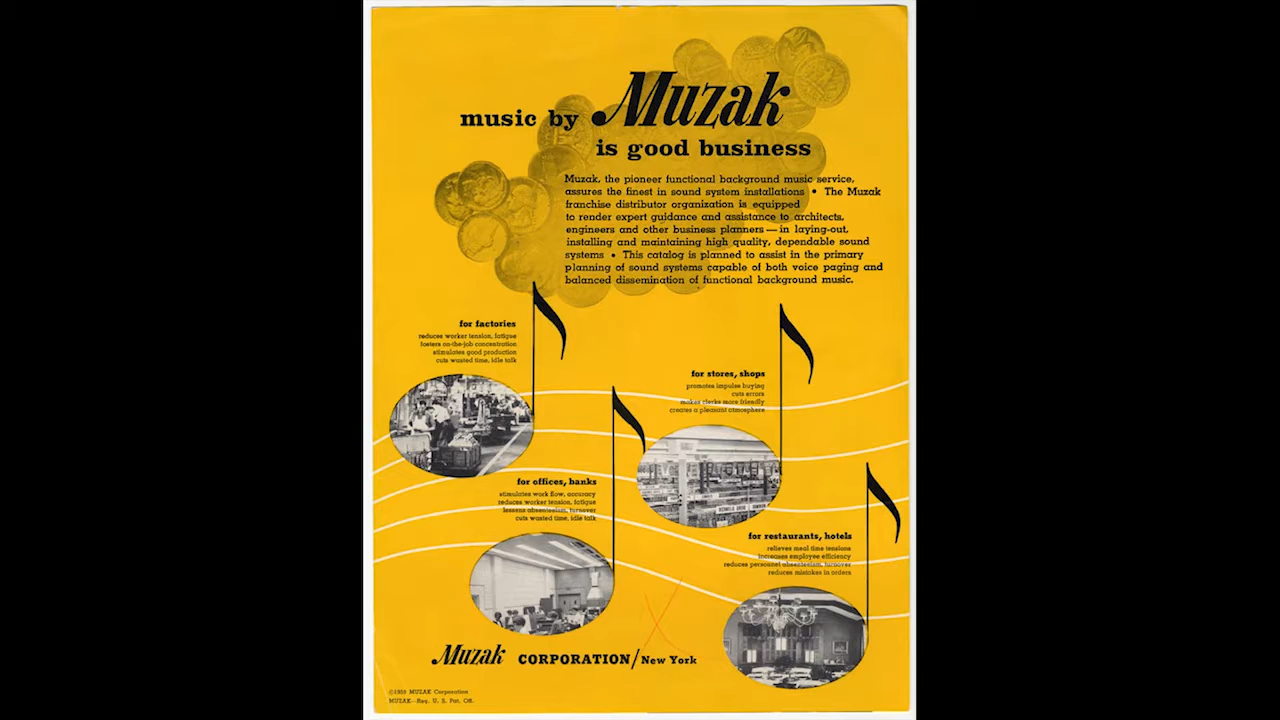 music by Muzak
is good business
Muzak, the pioneer functional background music service,
assures the finest in sound system installations • The Muzak
franchise distributor organization is equipped
to render expert guidance and assistance to architects,
engineers and other business planners — in laying-out,
installing and maintaining high quality, dependable sound
systems • This catalog is planned to assist in the primary
planning of sound systems capable of both voice paging and
balanced dissemination of functional background music.
for factories
reduces worker tension, fatigue
fosters on-the-job concentration
stimulates good production
cuts wasted time, idle talk
for stores, shops
promotes impulse buying
cuts errors
makes clerks more friendly
creates a pleasant atmosphere
for offices, banks
stimulates work flow, accuracy
reduces worker tension, fatigue
lessens absenteeism, turnover
cuts wasted time, idle talk
for restaurants, hotels
relieves meal time tensions
increases employee efficiency
reduces personnel absenteeism, turnover
reduces mistakes in orders
Muzak CORPORATION/New York
MUZAK Corporation
MUZAK—Reg. U. S. Pat. Off.